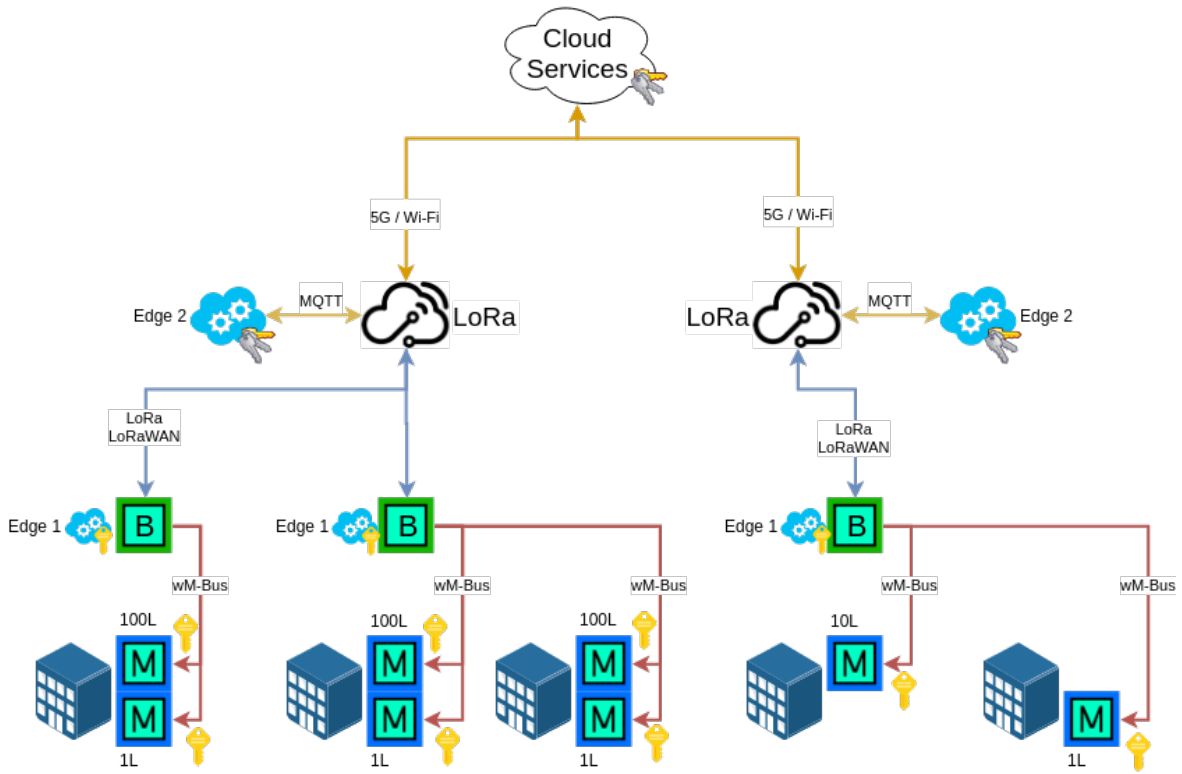 Cloud
Services
5G / Wi-Fi
5G / Wi-Fi
Edge 2
MQTT
LoRa
LoRa
MQTT
Edge 2
LoRa
LoRaWAN
LoRa
LoRaWAN
Edge 1
B
Edge 1
B
Edge 1
B
wM-Bus
wM-Bus
wM-Bus
wM-Bus
wM-Bus
100L
100L
100L
10L
M
M
M
M
M
M
M
M
1L
1L
1L
1L